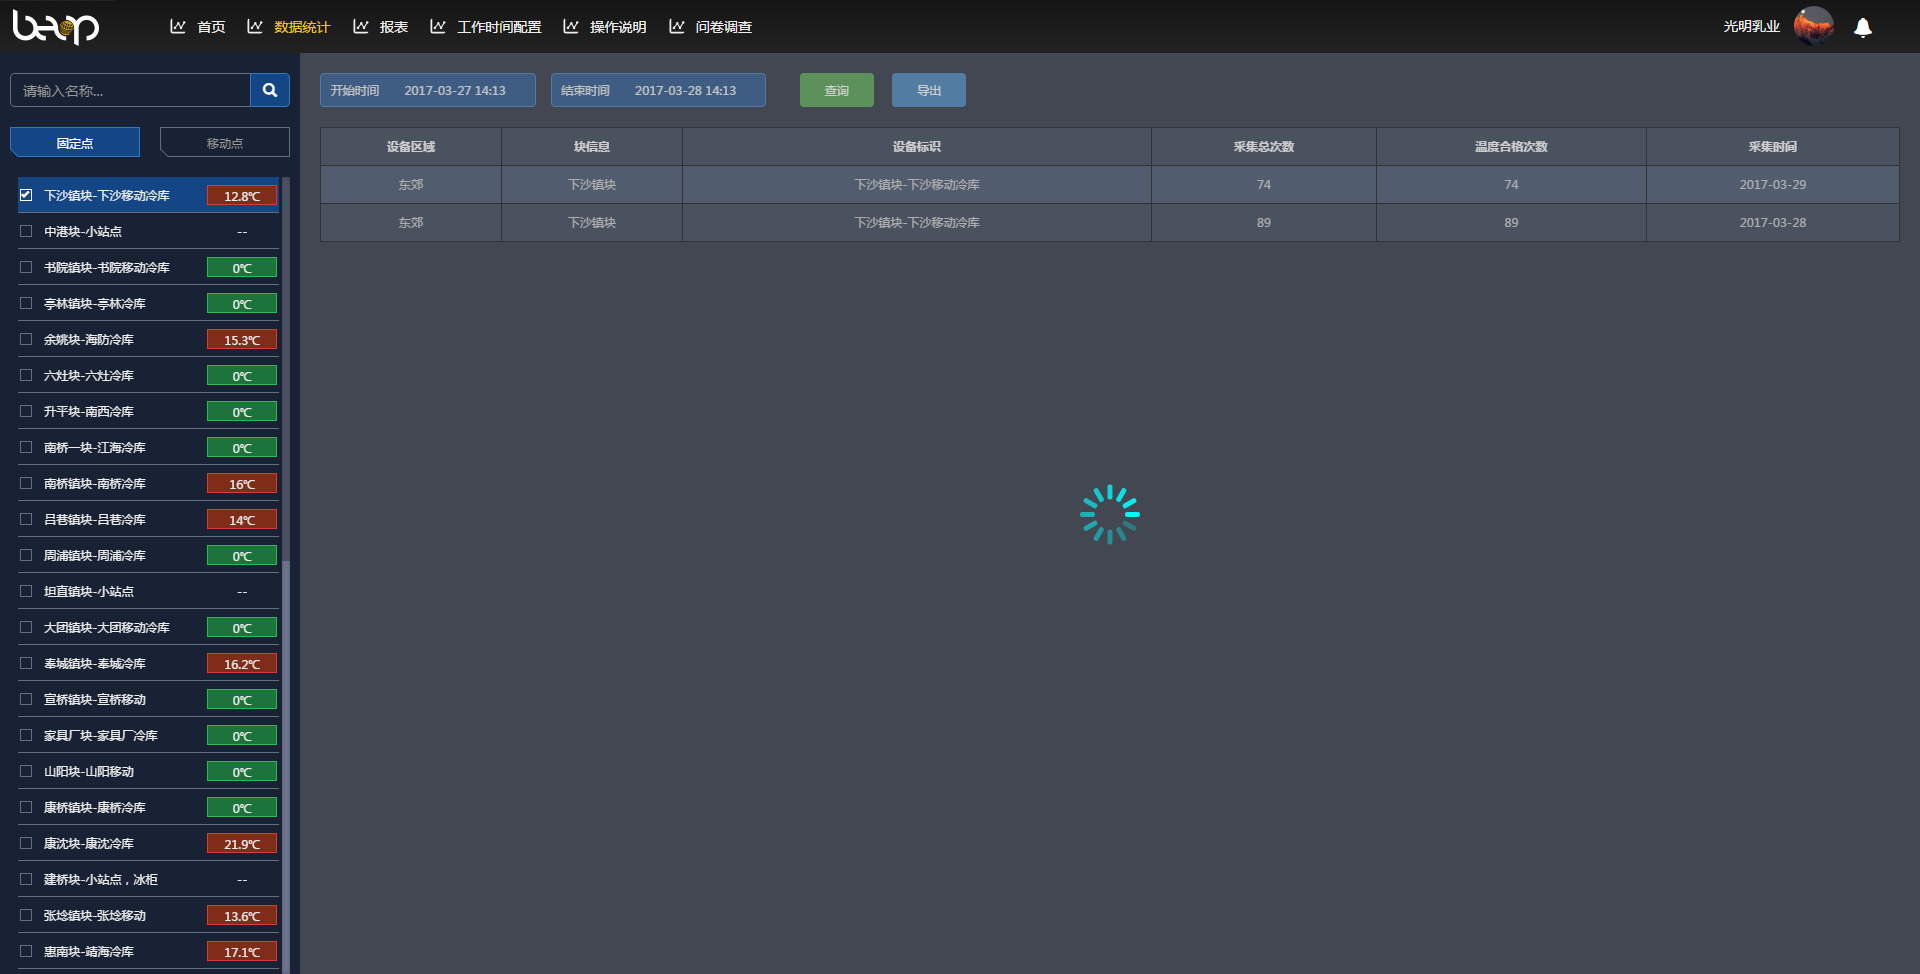 beop
首页
数据统计
报表
工作时间配置
操作说明
问卷调查
光明乳业
请输入名称...
固定点
移动点
下沙镇块-下沙移动冷库 12.8℃
中港块-小站点 --
书院镇块-书院移动冷库 0℃
亭林镇块-亭林冷库 0℃
余姚块-海防冷库 15.3℃
六灶块-六灶冷库 0℃
升平块-南西冷库 0℃
南桥一块-江海冷库 0℃
南桥镇块-南桥冷库 16℃
吕巷镇块-吕巷冷库 14℃
周浦镇块-周浦冷库 0℃
坦直镇块-小站点 --
大团镇块-大团移动冷库 0℃
奉城镇块-奉城冷库 16.2℃
宣桥镇块-宣桥移动 0℃
家具厂块-家具厂冷库 0℃
山阳块-山阳移动 0℃
康桥镇块-康桥冷库 0℃
康沈块-康沈冷库 21.9℃
建桥块-小站点，冰柜 --
张埝镇块-张埝移动 13.6℃
惠南块-靖海冷库 17.1℃
开始时间 2017-03-27 14:13
结束时间 2017-03-28 14:13
查询
导出
设备区域 块信息 设备标识 采集总次数 温度合格次数 采集时间
东郊 下沙镇块 下沙镇块-下沙移动冷库 74 74 2017-03-29
东郊 下沙镇块 下沙镇块-下沙移动冷库 89 89 2017-03-28